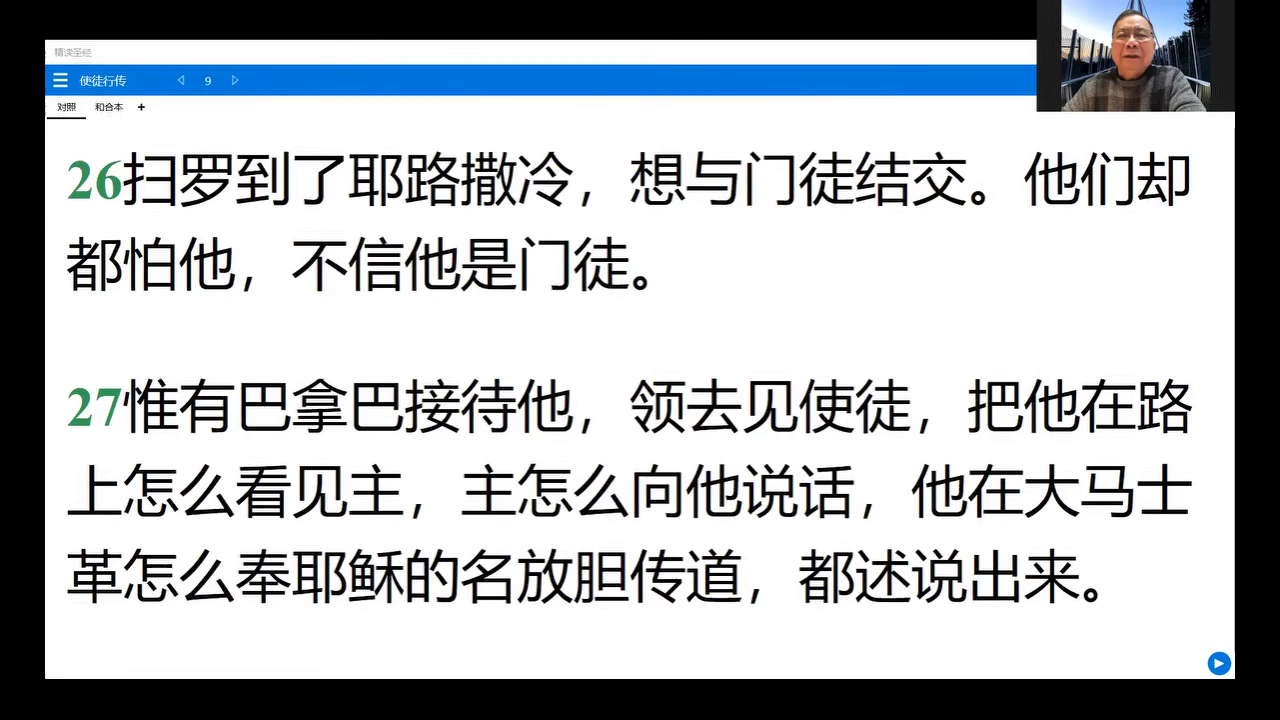 精读圣经
使徒行传 9
对照 和合本 +
26扫罗到了耶路撒冷，想与门徒结交。他们却
都怕他，不信他是门徒。
27惟有巴拿巴接待他，领去见使徒，把他在路
上怎么看见主，主怎么向他说话，他在大马士
革怎么奉耶稣的名放胆传道，都述说出来。